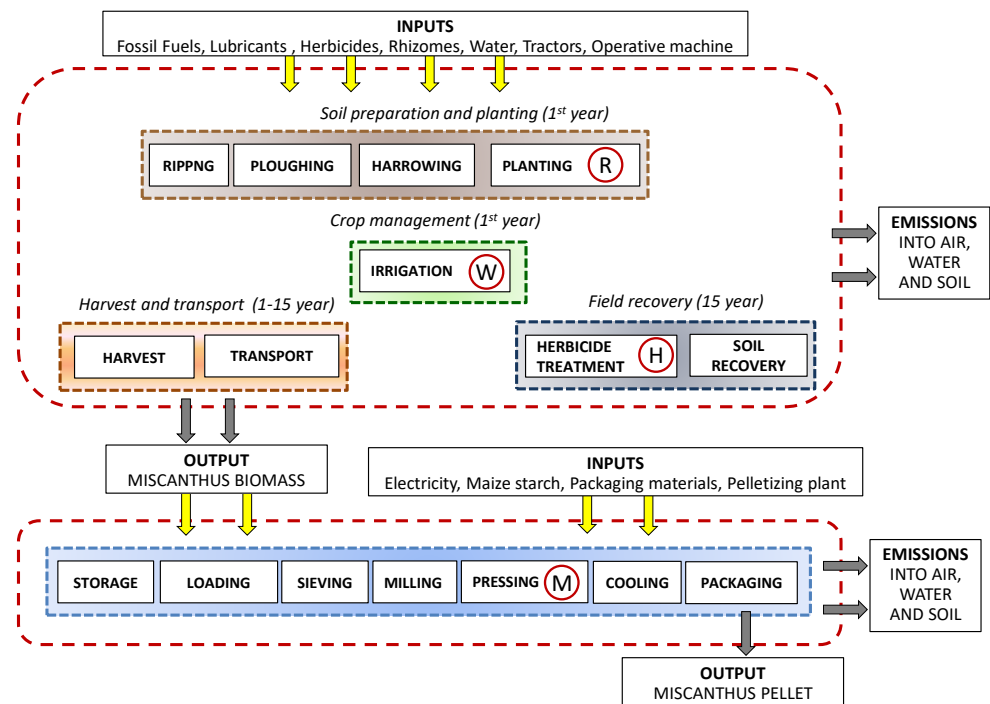 INPUTS
Fossil Fuels, Lubricants , Herbicides, Rhizomes, Water, Tractors, Operative machine
Soil preparation and planting (1st year)
RIPPNG
PLOUGHING
HARROWING
PLANTING
R
Crop management (1st year)
IRRIGATION
W
EMISSIONS
INTO AIR,
WATER
AND SOIL
Harvest and transport (1-15 year)
HARVEST
TRANSPORT
Field recovery (15 year)
HERBICIDE
TREATMENT
H
SOIL
RECOVERY
OUTPUT
MISCANTHUS BIOMASS
INPUTS
Electricity, Maize starch, Packaging materials, Pelletizing plant
STORAGE
LOADING
SIEVING
MILLING
PRESSING
M
COOLING
PACKAGING
EMISSIONS
INTO AIR,
WATER
AND SOIL
OUTPUT
MISCANTHUS PELLET